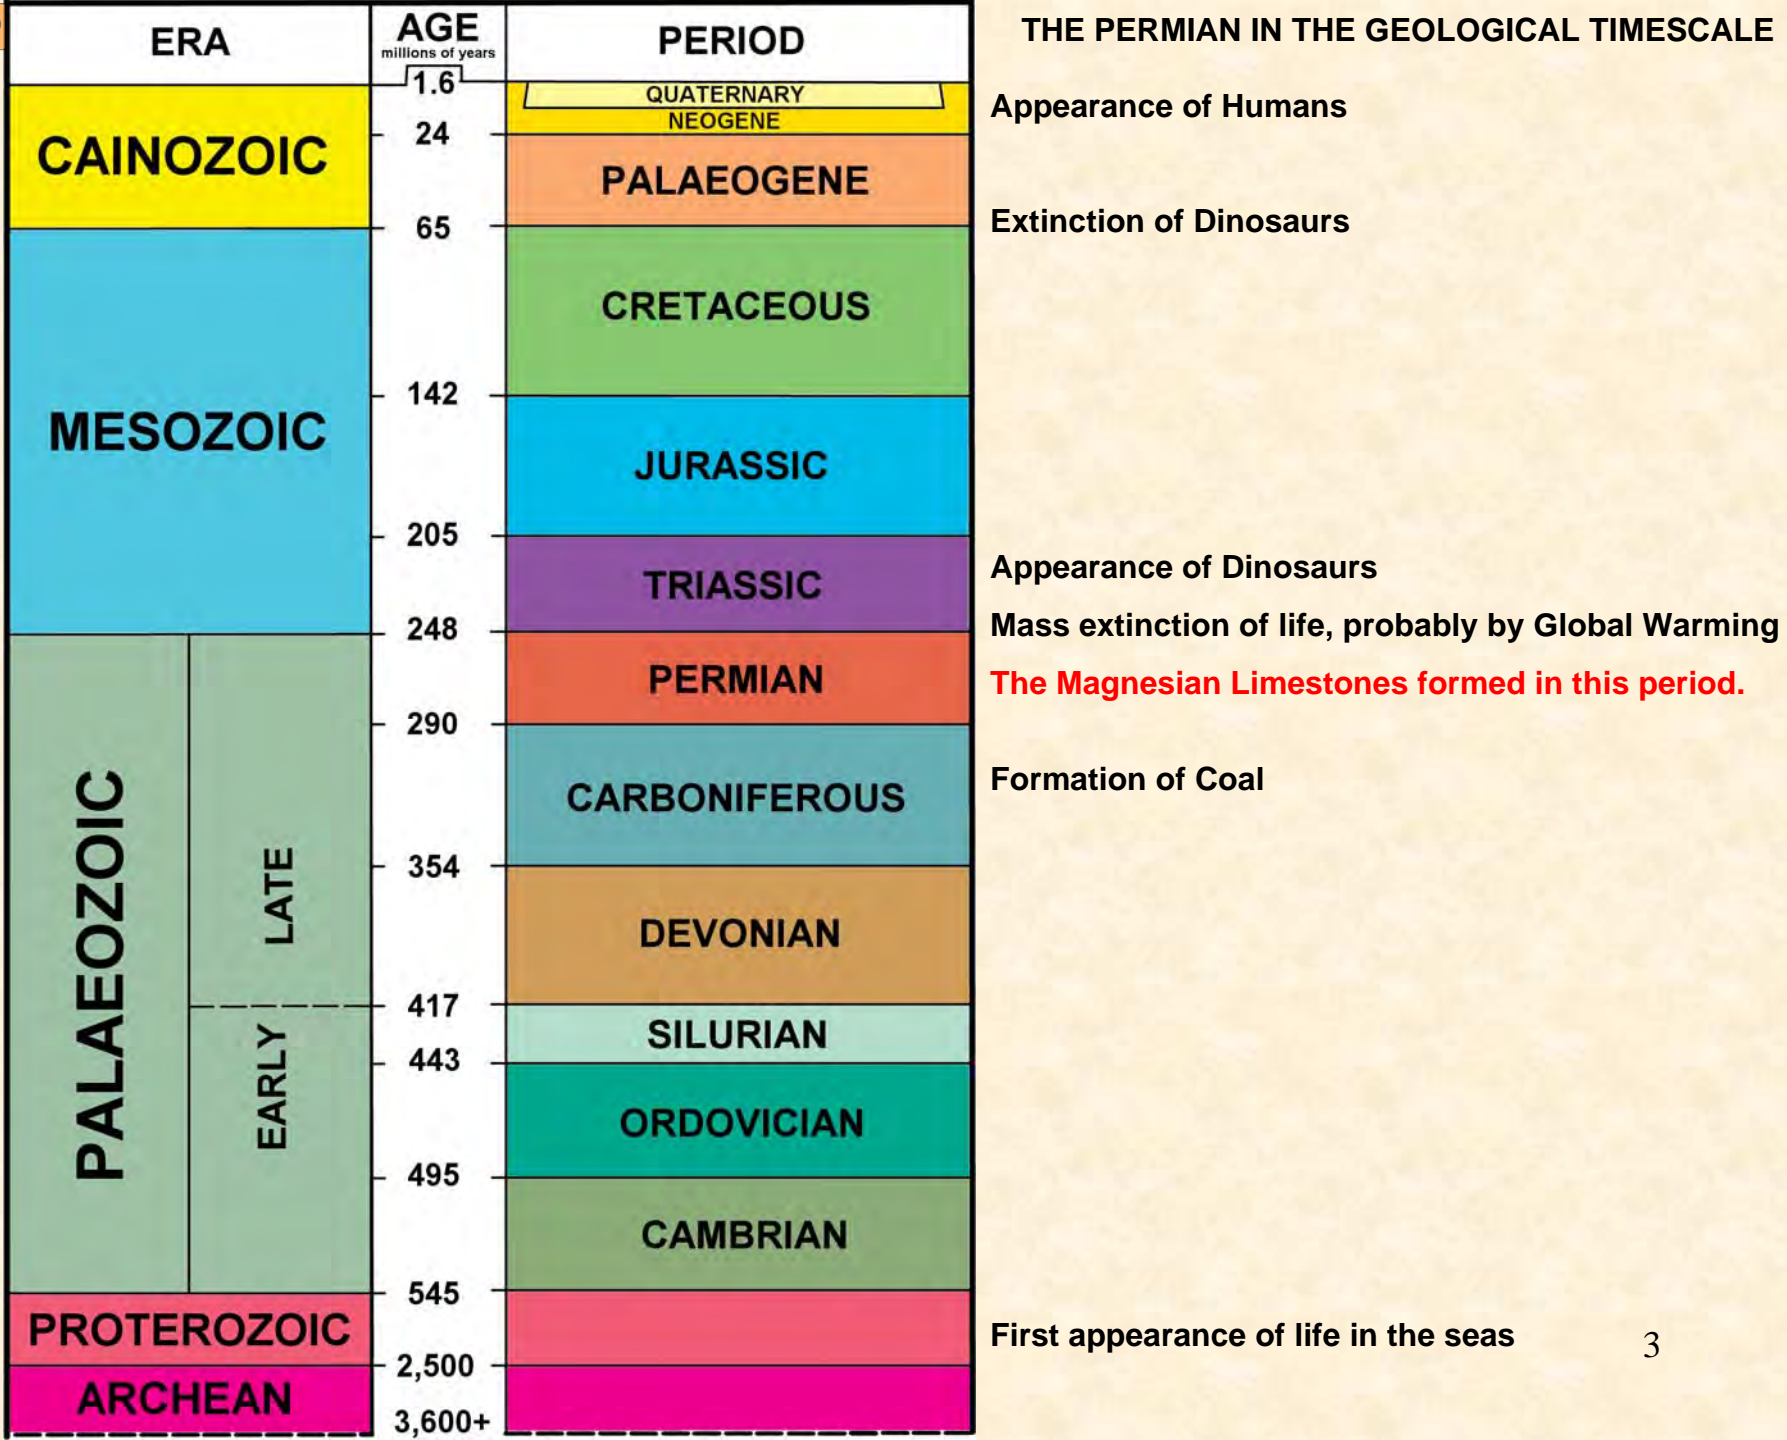 THE PERMIAN IN THE GEOLOGICAL TIMESCALE
ERA
AGE
millions of years
PERIOD
1.6
QUATERNARY
Appearance of Humans
NEOGENE
24
CAINOZOIC
PALAEOGENE
65
Extinction of Dinosaurs
CRETACEOUS
142
MESOZOIC
JURASSIC
205
Appearance of Dinosaurs
TRIASSIC
248
Mass extinction of life, probably by Global Warming
PERMIAN
The Magnesian Limestones formed in this period.
290
Formation of Coal
CARBONIFEROUS
354
PALAEOZOIC
LATE
DEVONIAN
417
SILURIAN
443
EARLY
ORDOVICIAN
495
CAMBRIAN
545
PROTEROZOIC
First appearance of life in the seas
3
2,500
ARCHEAN
3,600+